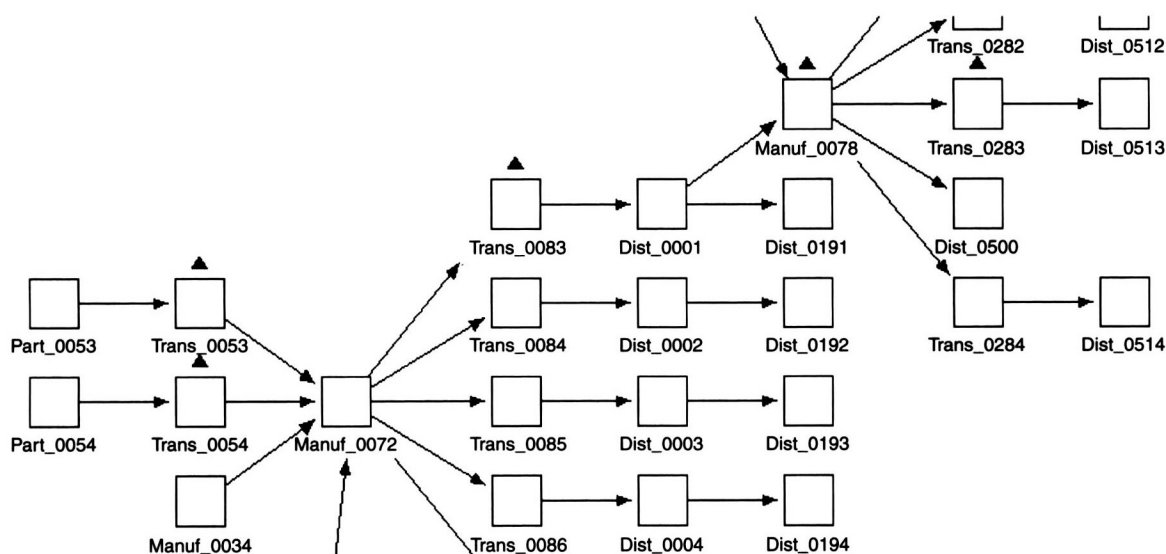 Trans_0282 Dist_0512
Manuf_0078 Trans_0283 Dist_0513
Trans_0083 Dist_0001 Dist_0191 Dist_0500
Part_0053 Trans_0053 Trans_0084 Dist_0002 Dist_0192 Trans_0284 Dist_0514
Part_0054 Trans_0054 Manuf_0072 Trans_0085 Dist_0003 Dist_0193
Manuf_0034 Trans_0086 Dist_0004 Dist_0194